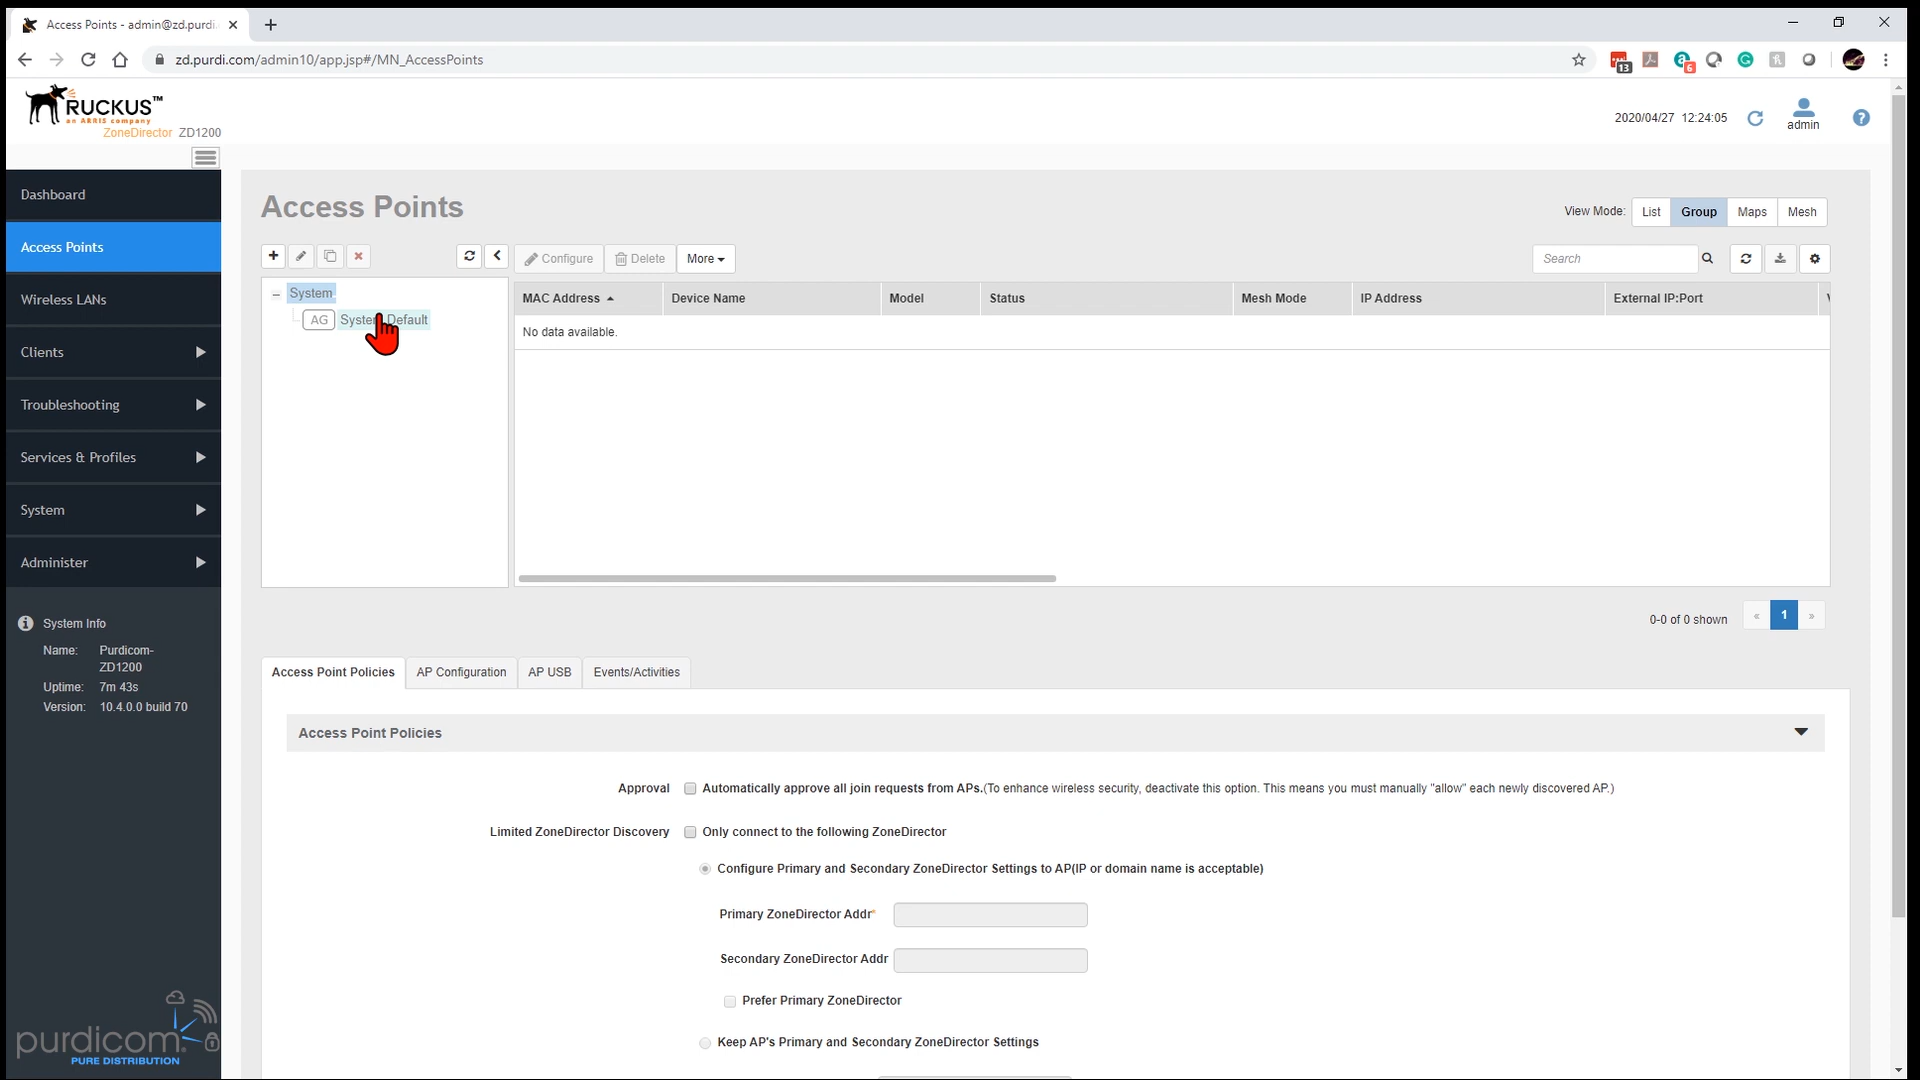 Access Points - admin@zd.purdi.
zd.purdi.com/admin10/app.jsp#/MN_AccessPoints
13
6
RUCKUS™
an ARRIS company
ZoneDirector ZD1200
2020/04/27 12:24:05
admin
Dashboard
Access Points
Wireless LANs
Clients
Troubleshooting
Services & Profiles
System
Administer
System Info
Name: Purdicom-
ZD1200
Uptime: 7m 43s
Version: 10.4.0.0 build 70
purdicom.
PURE DISTRIBUTION
Access Points
View Mode: List Group Maps Mesh
Configure Delete More
Search
System
AG System Default
MAC Address Device Name Model Status Mesh Mode IP Address External IP:Port
No data available.
0-0 of 0 shown « 1 »
Access Point Policies AP Configuration AP USB Events/Activities
Access Point Policies
Approval Automatically approve all join requests from APs.(To enhance wireless security, deactivate this option. This means you must manually "allow" each newly discovered AP.)
Limited ZoneDirector Discovery Only connect to the following ZoneDirector
Configure Primary and Secondary ZoneDirector Settings to AP(IP or domain name is acceptable)
Primary ZoneDirector Addr*
Secondary ZoneDirector Addr
Prefer Primary ZoneDirector
Keep AP's Primary and Secondary ZoneDirector Settings